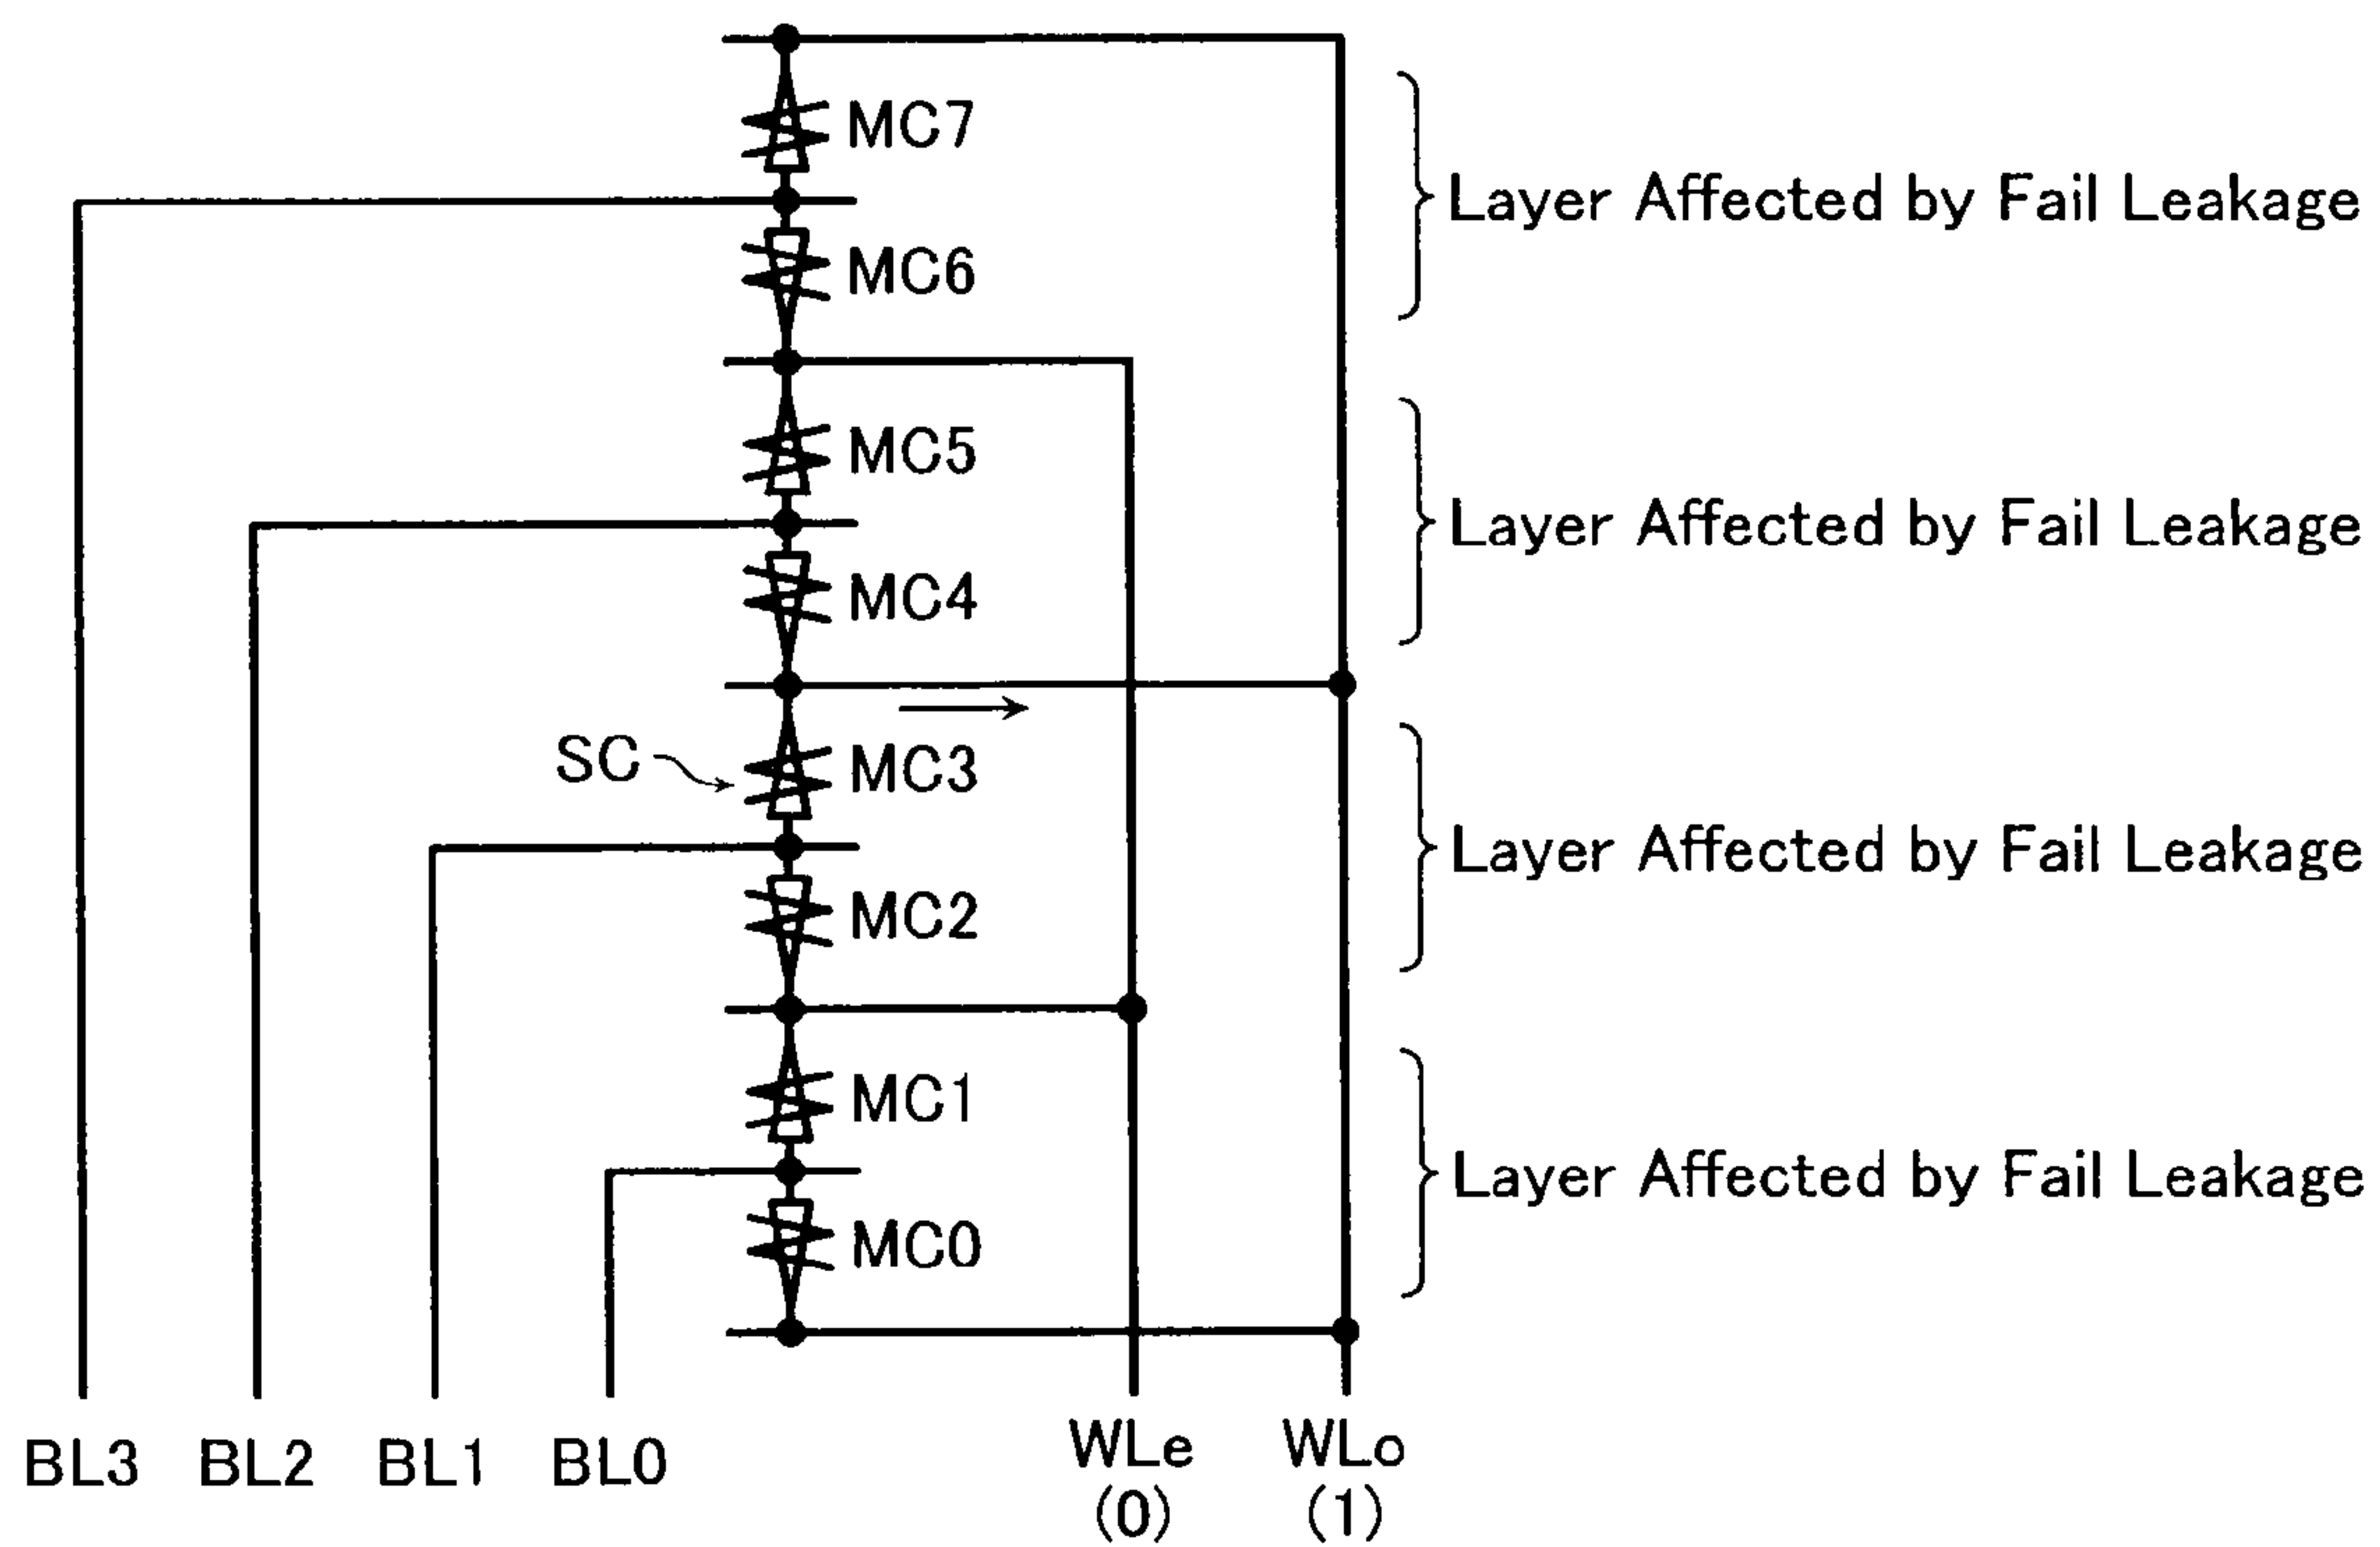 MC7
Layer Affected by Fail Leakage
MC6
MC5
Layer Affected by Fail Leakage
MC4
SC
MC3
Layer Affected by Fail Leakage
MC2
MC1
Layer Affected by Fail Leakage
MC0
BL3 BL2 BL1 BL0 WLe WLo
(0) (1)